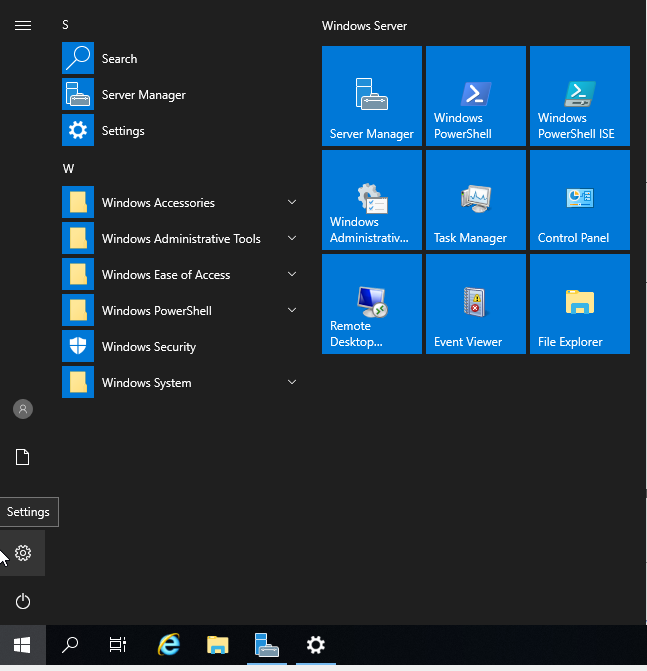 S
Search
Server Manager
Settings
W
Windows Accessories
Windows Administrative Tools
Windows Ease of Access
Windows PowerShell
Windows Security
Windows System
Windows Server
Server Manager
Windows
PowerShell
Windows
PowerShell ISE
Windows
Administrativ...
Task Manager
Control Panel
Remote
Desktop...
Event Viewer
File Explorer
Settings